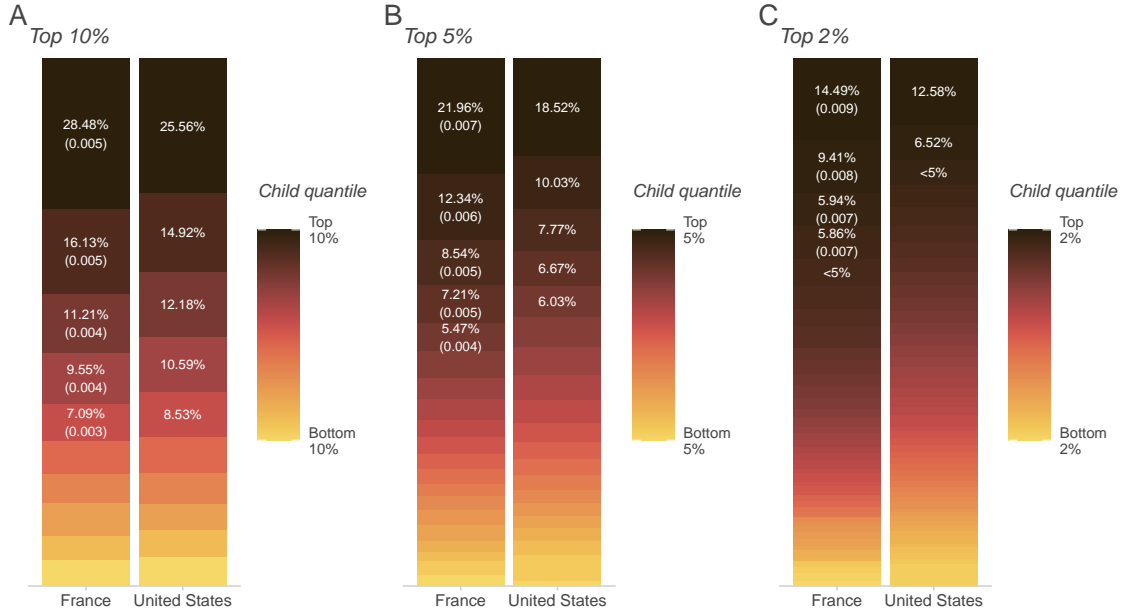 A
Top 10%
28.48%
(0.005)
16.13%
(0.005)
11.21%
(0.004)
9.55%
(0.004)
7.09%
(0.003)
25.56%
14.92%
12.18%
10.59%
8.53%
France
United States
Child quantile
Top
10%
Bottom
10%
B
Top 5%
21.96%
(0.007)
12.34%
(0.006)
8.54%
(0.005)
7.21%
(0.005)
5.47%
(0.004)
18.52%
10.03%
7.77%
6.67%
6.03%
France
United States
Child quantile
Top
5%
Bottom
5%
C
Top 2%
14.49%
(0.009)
9.41%
(0.008)
5.94%
(0.007)
5.86%
(0.007)
<5%
12.58%
6.52%
<5%
France
United States
Child quantile
Top
2%
Bottom
2%